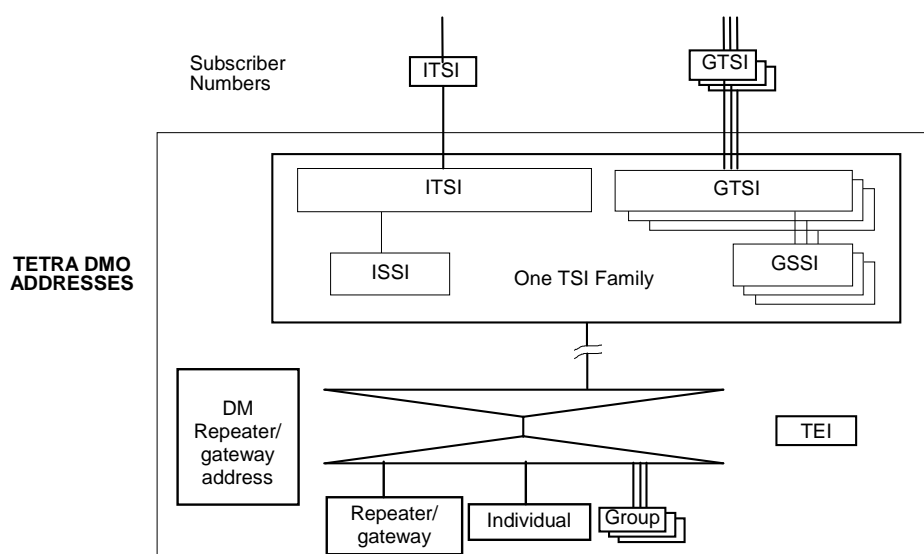 Subscriber
Numbers
ITSI
GTSI
ITSI
GTSI
TETRA DMO
ADDRESSES
ISSI
One TSI Family
GSSI
DM
Repeater/
gateway
address
TEI
Repeater/
gateway
Individual
Group